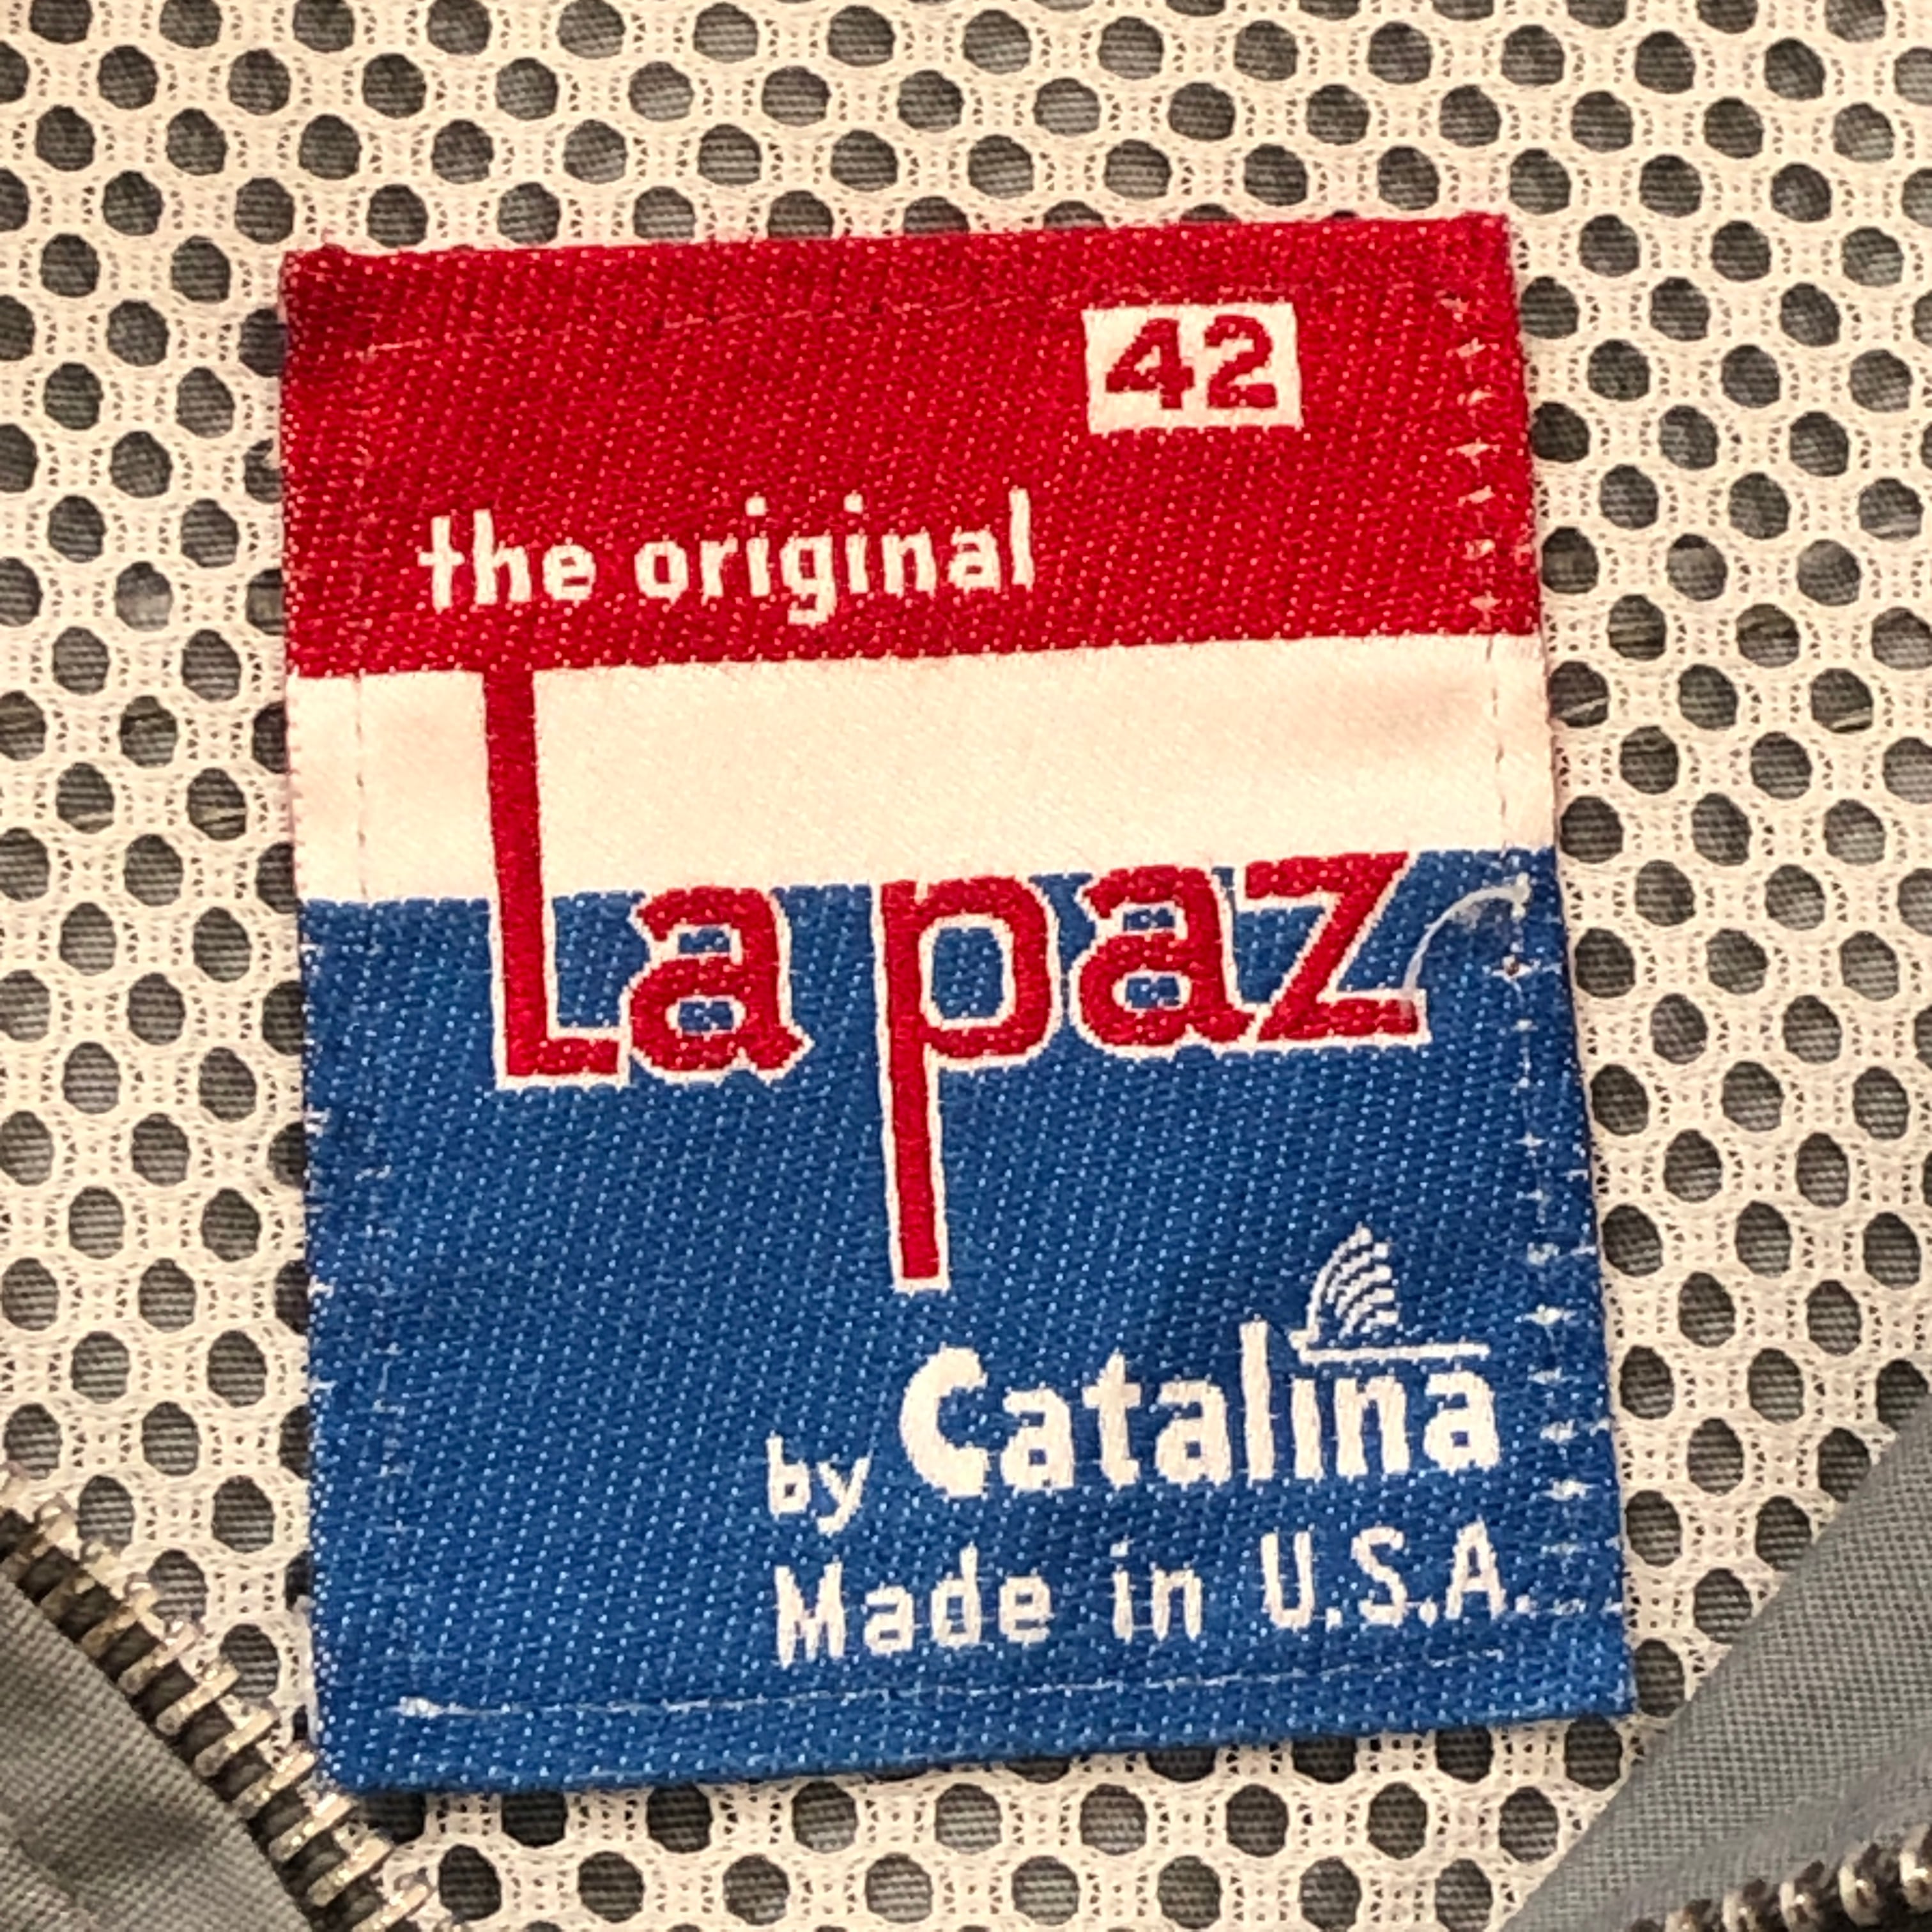 42
the original
La paz
by Catalina
Made in U.S.A.